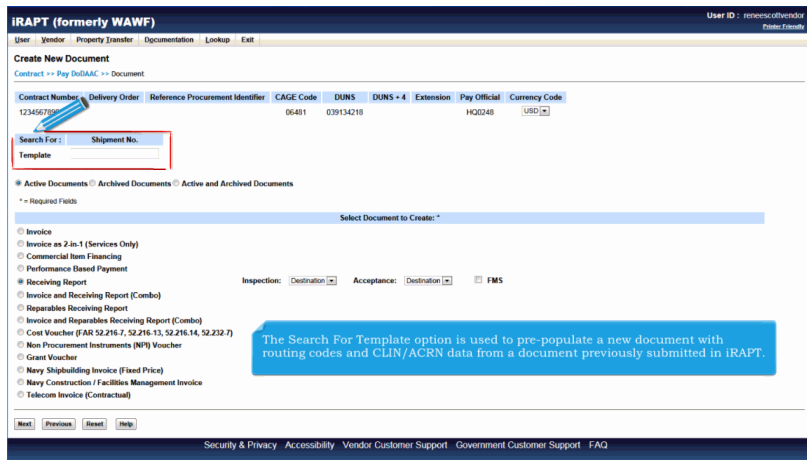 iRAPT (formerly WAWF)
User ID : reneescottvendor
Printer Friendly
User Vendor Property Transfer Documentation Lookup Exit
Create New Document
Contract >> Pay DoDAAC >> Document
Contract Number Delivery Order Reference Procurement Identifier CAGE Code DUNS DUNS + 4 Extension Pay Official Currency Code
06481 039134218 HQ0248 USD
Search For : Shipment No.
Template
Active Documents Archived Documents Active and Archived Documents
* = Required Fields
Select Document to Create: *
Invoice
Invoice as 2-in-1 (Services Only)
Commercial Item Financing
Performance Based Payment
Receiving Report Inspection: Destination Acceptance: Destination FMS
Invoice and Receiving Report (Combo)
Reparables Receiving Report
Invoice and Reparables Receiving Report (Combo)
Cost Voucher (FAR 52.216-7, 52.216-13, 52.216.14, 52.232-7)
Non Procurement Instruments (NPI) Voucher
Grant Voucher
Navy Shipbuilding Invoice (Fixed Price)
Navy Construction / Facilities Management Invoice
Telecom Invoice (Contractual)
The Search For Template option is used to pre-populate a new document with
routing codes and CLIN/ACRN data from a document previously submitted in iRAPT.
Next Previous Reset Help
Security & Privacy Accessibility Vendor Customer Support Government Customer Support FAQ